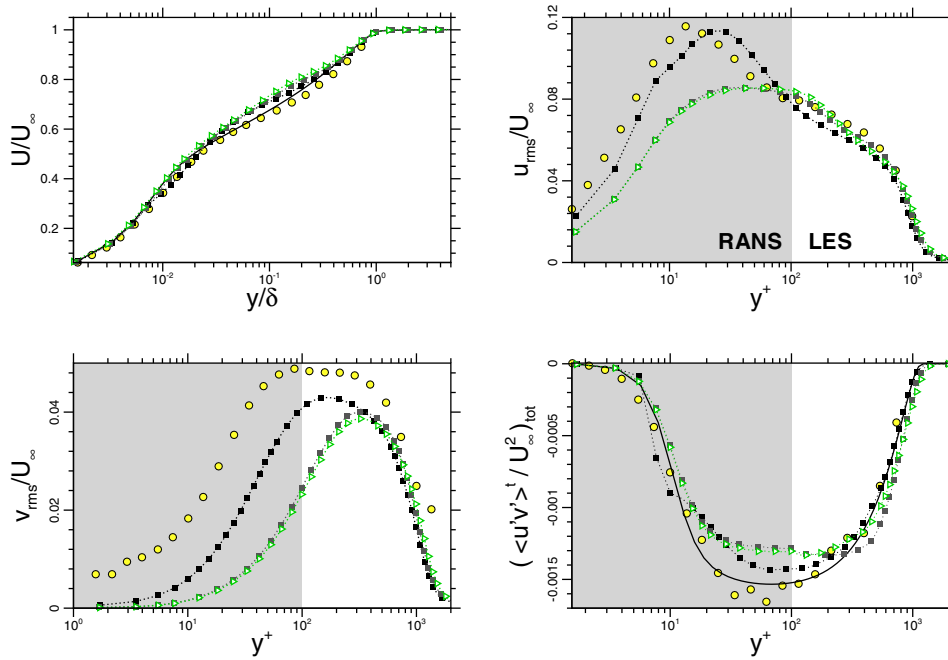 1
0.8
0.6
0.4
0.2
U/U∞
10⁻² 10⁻¹ 10⁰
y/δ
0.12
0.08
0.04
0
u_rms/U∞
RANS LES
10¹ 10² 10³
y⁺
0.04
0.02
0
v_rms/U∞
10⁰ 10¹ 10² 10³
y⁺
0
-0.0005
-0.001
-0.0015
( <u'v'>ᵗ / U²∞ )_tot
10¹ 10² 10³
y⁺